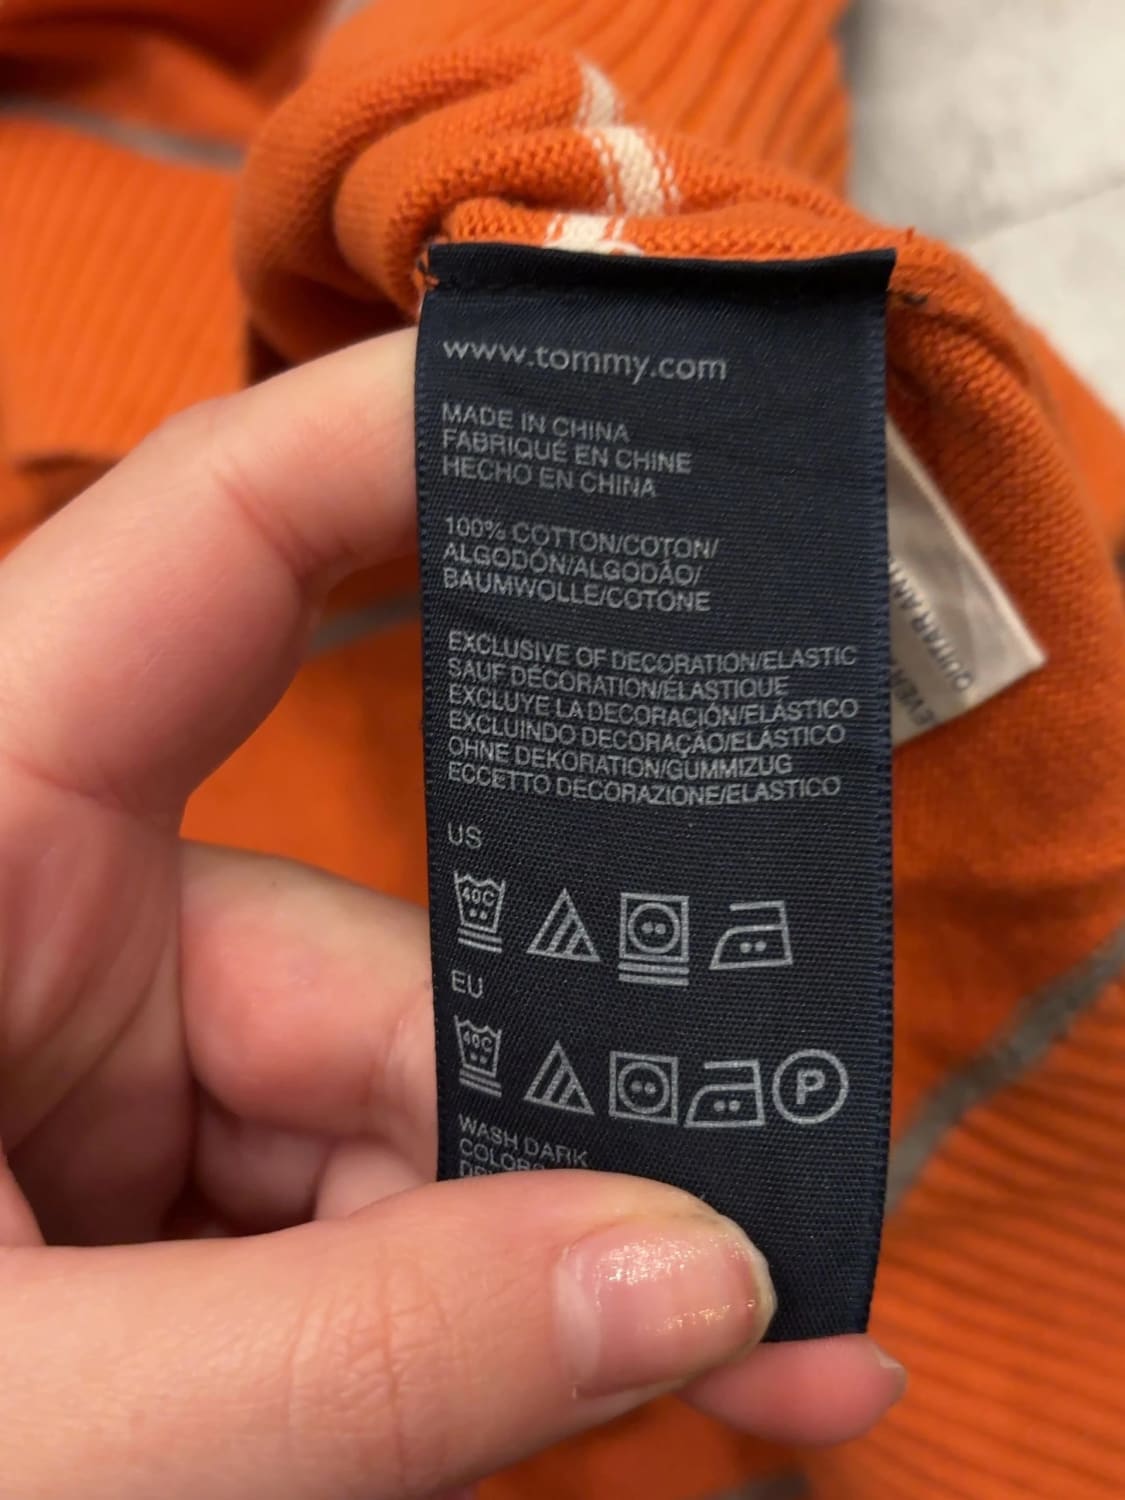 www.tommy.com
MADE IN CHINA
FABRIQUÉ EN CHINE
HECHO EN CHINA
100% COTTON/COTON/
ALGODÓN/ALGODÃO/
BAUMWOLLE/COTONE
EXCLUSIVE OF DECORATION/ELASTIC
SAUF DÉCORATION/ÉLASTIQUE
EXCLUYE LA DECORACIÓN/ELÁSTICO
EXCLUINDO DECORAÇÃO/ELÁSTICO
OHNE DEKORATION/GUMMIZUG
ECCETTO DECORAZIONE/ELASTICO
US
40C
EU
40C
P
WASH DARK
COLORS
QUITAR